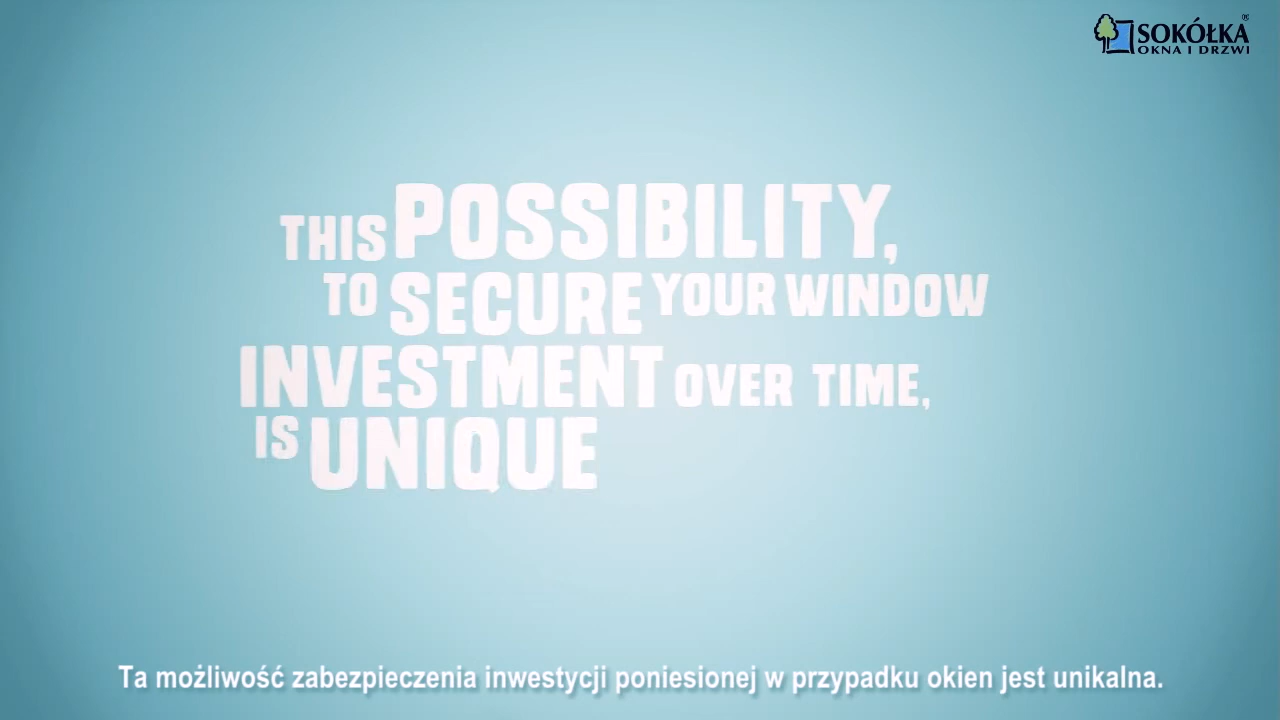 SOKÓŁKA®
OKNA I DRZWI
THIS POSSIBILITY,
TO SECURE YOUR WINDOW
INVESTMENT OVER TIME,
IS UNIQUE
Ta możliwość zabezpieczenia inwestycji poniesionej w przypadku okien jest unikalna.